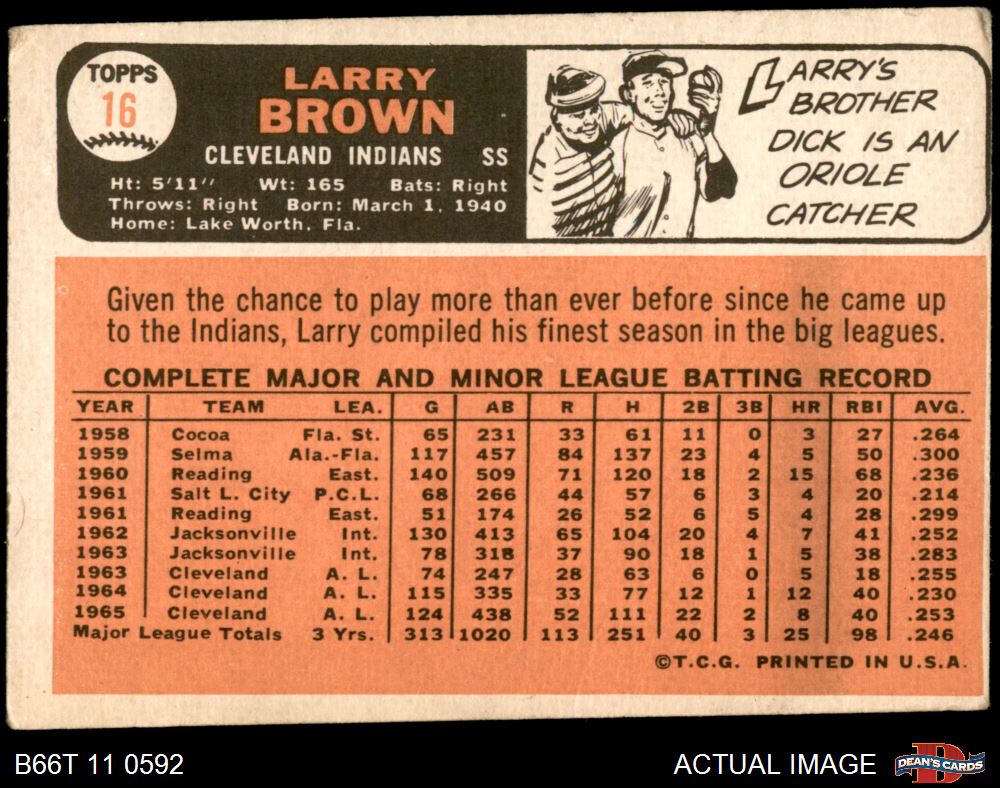 TOPPS
16
LARRY
BROWN
CLEVELAND INDIANS SS
Ht: 5'11" Wt: 165 Bats: Right
Throws: Right Born: March 1, 1940
Home: Lake Worth, Fla.
LARRY'S
BROTHER
DICK IS AN
ORIOLE
CATCHER
Given the chance to play more than ever before since he came up
to the Indians, Larry compiled his finest season in the big leagues.
COMPLETE MAJOR AND MINOR LEAGUE BATTING RECORD
YEAR TEAM LEA. G AB R H 2B 3B HR RBI AVG.
1958 Cocoa Fla. St. 65 231 33 61 11 0 3 27 .264
1959 Selma Ala.-Fla. 117 457 84 137 23 4 5 50 .300
1960 Reading East. 140 509 71 120 18 2 15 68 .236
1961 Salt L. City P.C.L. 68 266 44 57 6 3 4 20 .214
1961 Reading East. 51 174 26 52 6 5 4 28 .299
1962 Jacksonville Int. 130 413 65 104 20 4 7 41 .252
1963 Jacksonville Int. 78 318 37 90 18 1 5 38 .283
1963 Cleveland A. L. 74 247 28 63 6 0 5 18 .255
1964 Cleveland A. L. 115 335 33 77 12 1 12 40 .230
1965 Cleveland A. L. 124 438 52 111 22 2 8 40 .253
Major League Totals 3 Yrs. 313 1020 113 251 40 3 25 98 .246
©T.C.G. PRINTED IN U.S.A.
B66T 11 0592
ACTUAL IMAGE
DEAN'S CARDS